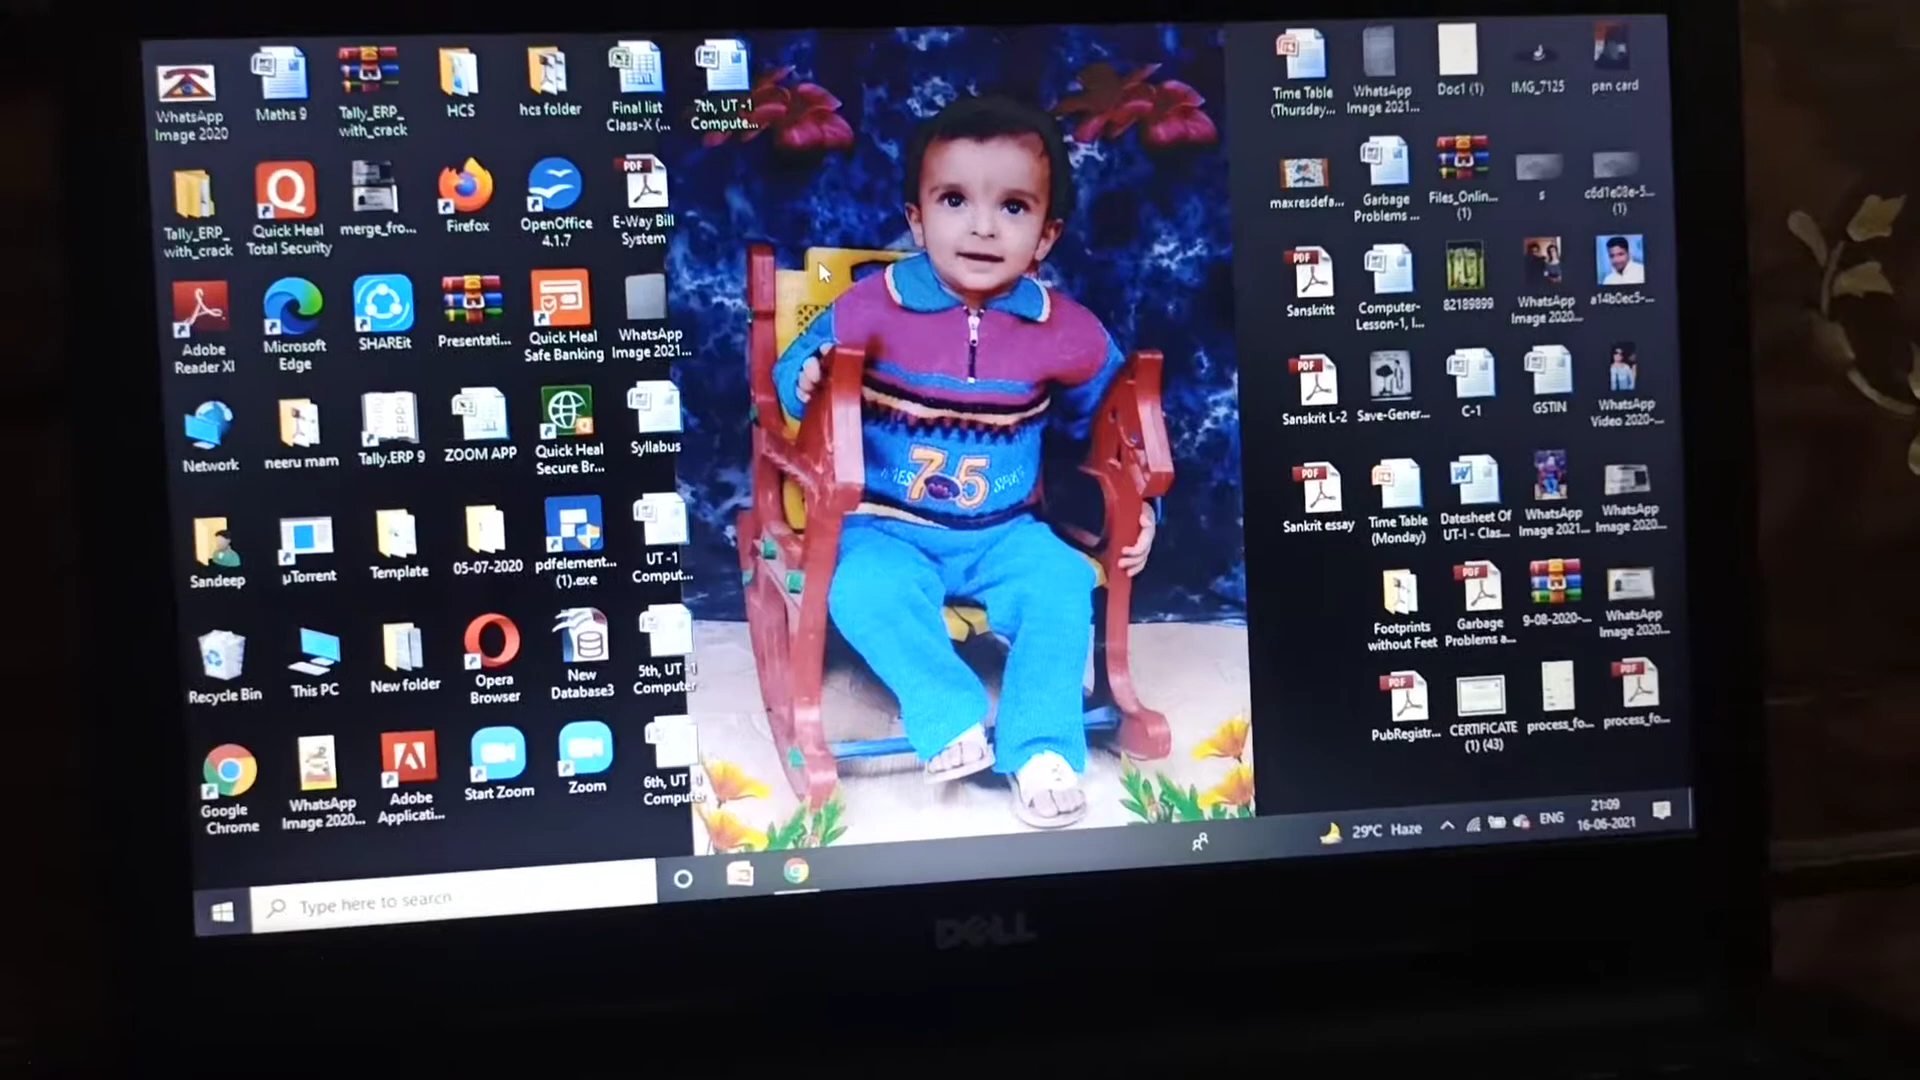 WhatsApp
Image 2020
Maths 9
Tally_ERP_
with_crack
HCS
hcs folder
Final list
Class-X (...
7th, UT -1
Compute...
Tally_ERP_
with_crack
Quick Heal
Total Security
merge_fro...
Firefox
OpenOffice
4.1.7
PDF
E-Way Bill
System
Adobe
Reader XI
Microsoft
Edge
SHAREit
Presentati...
Quick Heal
Safe Banking
WhatsApp
Image 2021...
Network
neeru mam
Tally.ERP 9
ZOOM APP
Quick Heal
Secure Br...
Syllabus
Sandeep
µTorrent
Template
05-07-2020
pdfelement...
(1).exe
UT -1
Comput...
Recycle Bin
This PC
New folder
Opera
Browser
New
Database3
5th, UT -1
Computer
Google
Chrome
WhatsApp
Image 2020...
Adobe
Applicati...
Start Zoom
Zoom
6th, UT -1
Computer
75
Time Table
(Thursday...
WhatsApp
Image 2021...
Doc1 (1)
IMG_7125
pan card
maxresdefa...
Garbage
Problems ...
Files_Onlin...
(1)
s
c6d1e08e-5...
(1)
PDF
Sanskritt
Computer-
Lesson-1, I...
82189899
WhatsApp
Image 2020...
a14b0ec5-...
PDF
Sanskrit L-2
Save-Gener...
C-1
GSTIN
WhatsApp
Video 2020-...
PDF
Sankrit essay
Time Table
(Monday)
Datesheet Of
UT-I - Clas...
WhatsApp
Image 2021...
WhatsApp
Image 2020...
Footprints
without Feet
PDF
Garbage
Problems a...
9-08-2020-...
WhatsApp
Image 2020...
PDF
PubRegistr...
CERTIFICATE
(1) (43)
process_fo...
PDF
process_fo...
Type here to search
29°C Haze
ENG
21:09
16-06-2021
DELL